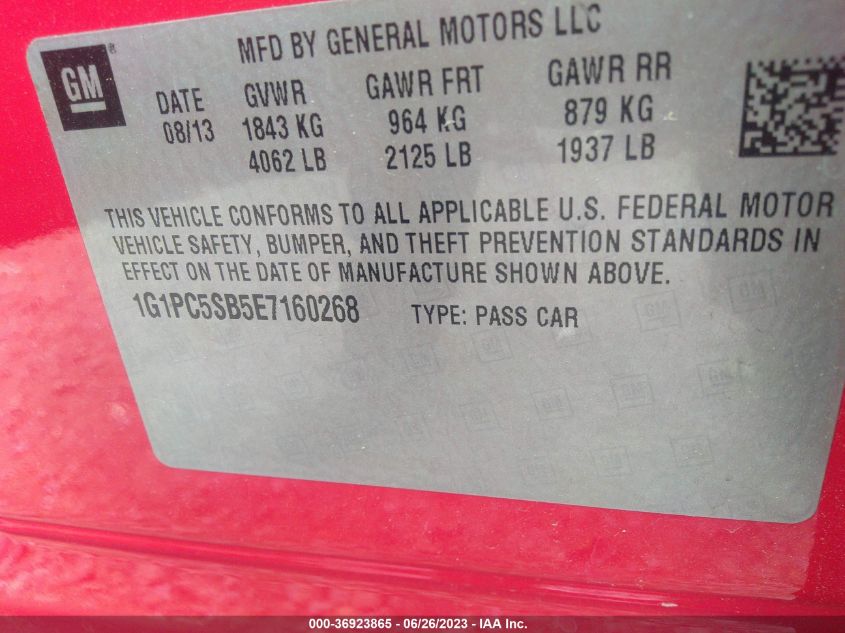 GM®
MFD BY GENERAL MOTORS LLC
DATE GVWR GAWR FRT GAWR RR
08/13 1843 KG 964 KG 879 KG
4062 LB 2125 LB 1937 LB
THIS VEHICLE CONFORMS TO ALL APPLICABLE U.S. FEDERAL MOTOR
VEHICLE SAFETY, BUMPER, AND THEFT PREVENTION STANDARDS IN
EFFECT ON THE DATE OF MANUFACTURE SHOWN ABOVE.
1G1PC5SB5E7160268 TYPE: PASS CAR
000-36923865 - 06/26/2023 - IAA Inc.